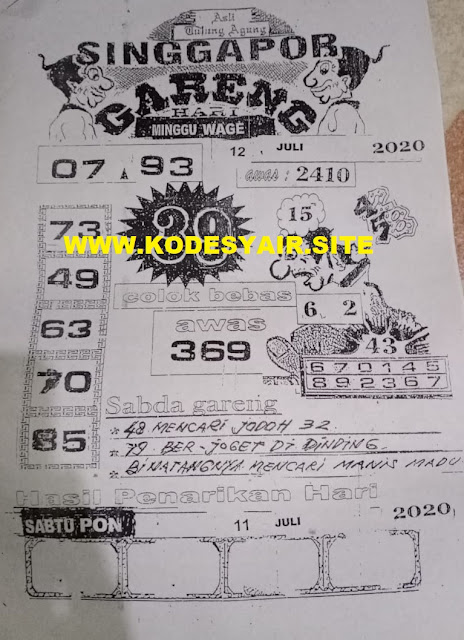 Asli
Tulung Agung
SINGGAPOR
GARENG
HARI
MINGGU WAGE
12 JULI 2020
07 93
awas : 2410
73
39
15
WWW.KODESYAIR.SITE
49
colok bebas
6 2
63
awas
369
43
70
670145
892367
85
Sabda gareng
* 48 MENCARI JODOH 32
* 79 BER-JOGET DI DINDING
* BINATANGNYA MENCARI MANIS MADU
Hasil Penarikan Hari
SABTU PON
11 JULI 2020